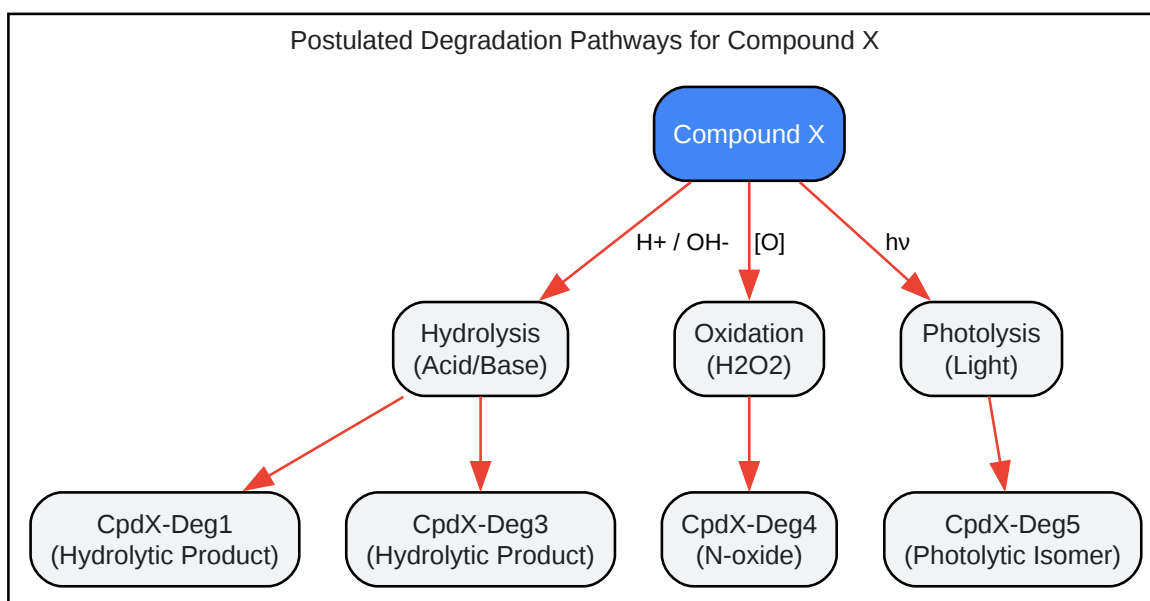 Postulated Degradation Pathways for Compound X
Compound X
H+ / OH-
[O]
hν
Hydrolysis
(Acid/Base)
Oxidation
(H2O2)
Photolysis
(Light)
CpdX-Deg1
(Hydrolytic Product)
CpdX-Deg3
(Hydrolytic Product)
CpdX-Deg4
(N-oxide)
CpdX-Deg5
(Photolytic Isomer)